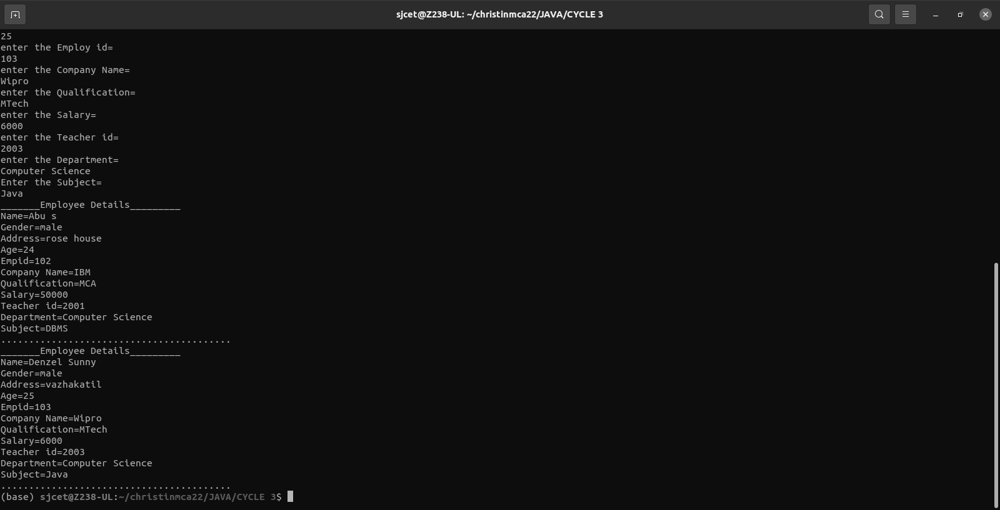 sjcet@Z238-UL: ~/christinmca22/JAVA/CYCLE 3
25
enter the Employ id=
103
enter the Company Name=
Wipro
enter the Qualification=
MTech
enter the Salary=
6000
enter the Teacher id=
2003
enter the Department=
Computer Science
Enter the Subject=
Java
_______Employee Details_________
Name=Abu s
Gender=male
Address=rose house
Age=24
Empid=102
Company Name=IBM
Qualification=MCA
Salary=50000
Teacher id=2001
Department=Computer Science
Subject=DBMS
.........................................
_______Employee Details_________
Name=Denzel Sunny
Gender=male
Address=vazhakatil
Age=25
Empid=103
Company Name=Wipro
Qualification=MTech
Salary=6000
Teacher id=2003
Department=Computer Science
Subject=Java
.........................................
(base) sjcet@Z238-UL:~/christinmca22/JAVA/CYCLE 3$